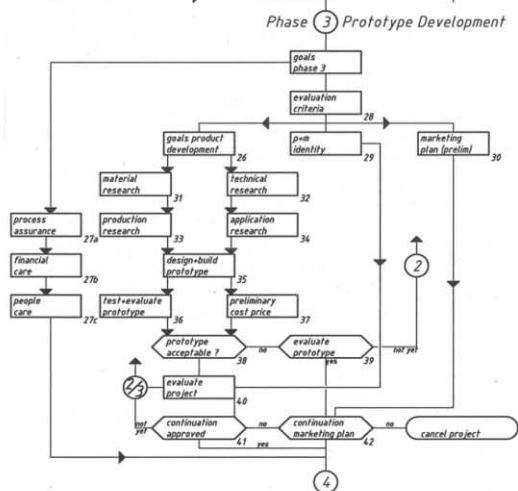 Phase 3 Prototype Development
goals
phase 3
evaluation
criteria
28
goals product
development
26
p+m
identity
29
marketing
plan (prelim)
30
material
research
31
technical
research
32
process
assurance
27a
production
research
33
application
research
34
financial
care
27b
design+build
prototype
35
2
people
care
27c
test+evaluate
prototype
36
preliminary
cost price
37
prototype
acceptable ?
38
no
evaluate
prototype
39
not yet
yes
2/3
evaluate
project
40
not
yet
continuation
approved
41
no
continuation
marketing plan
42
no
cancel project
yes
4